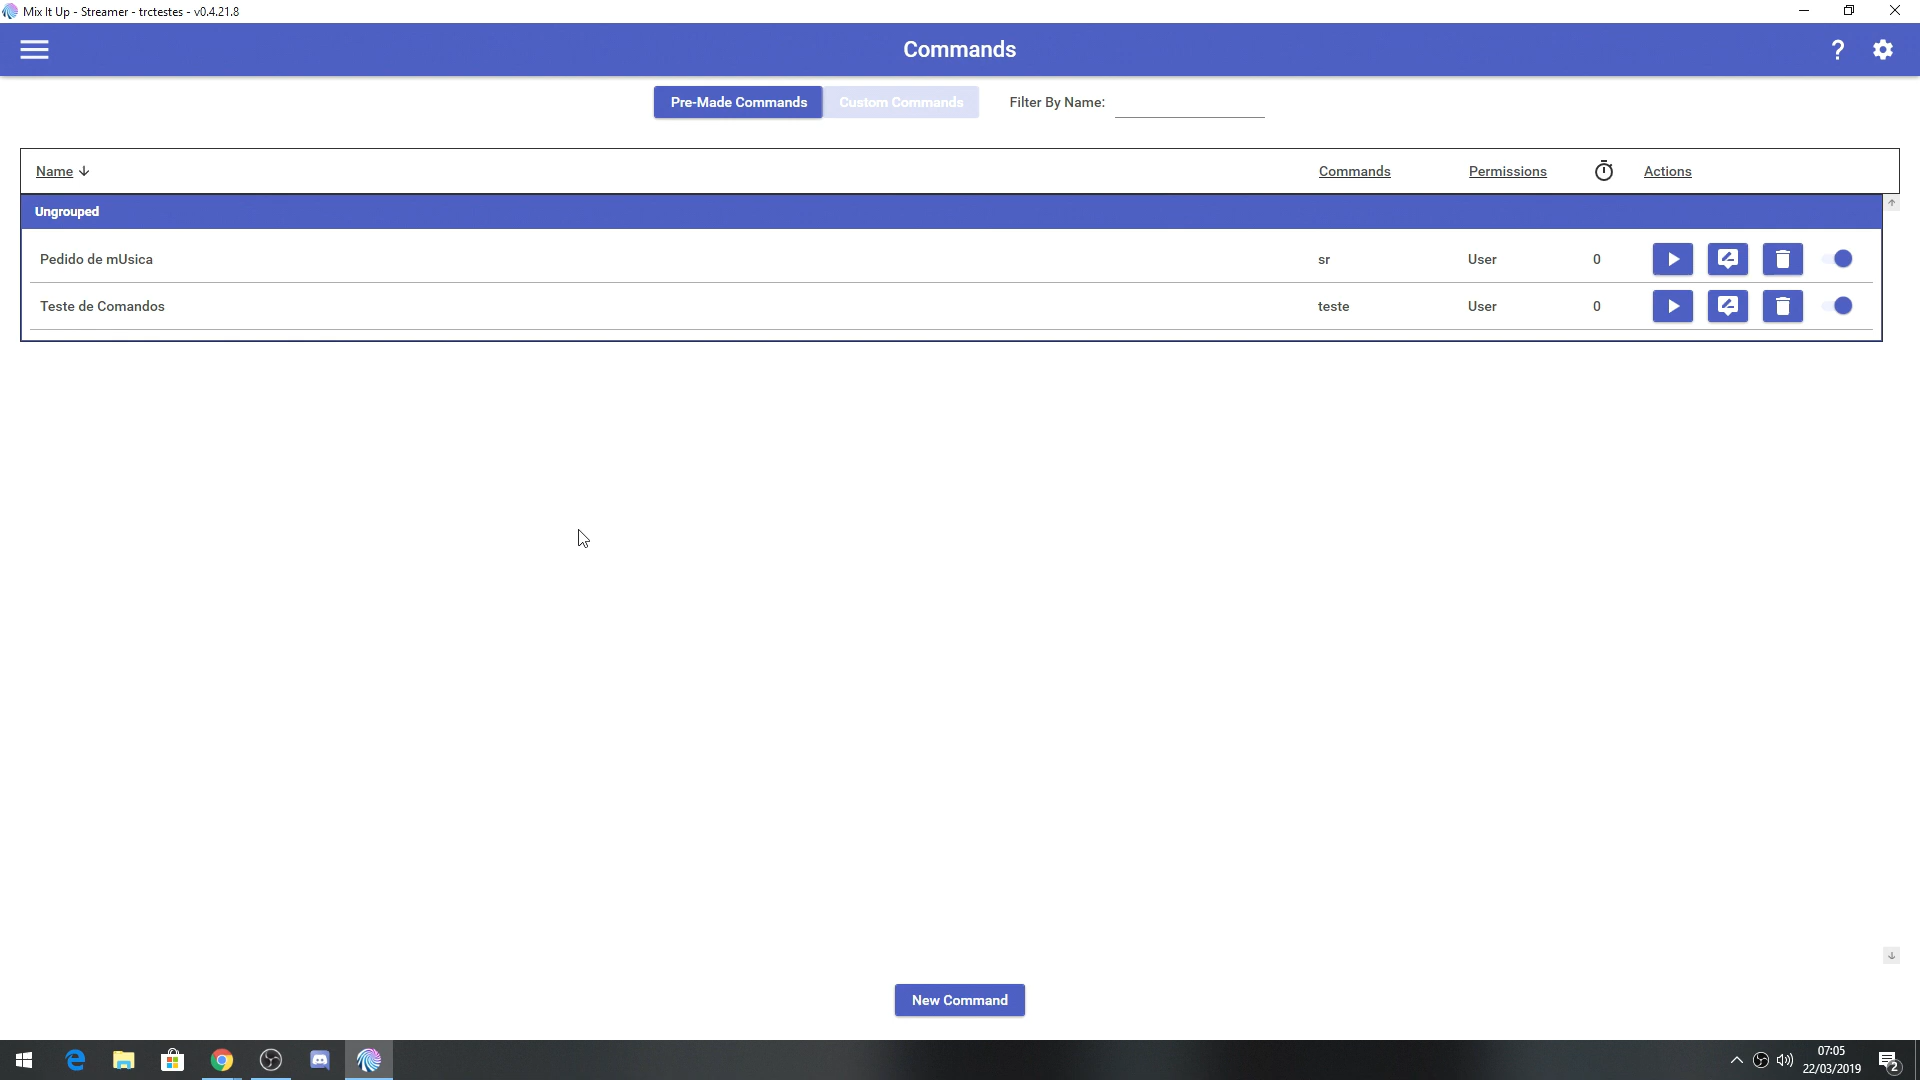 Mix It Up - Streamer - trctestes - v0.4.21.8
Commands
?
Pre-Made Commands Custom Commands Filter By Name:
Name Commands Permissions Actions
Ungrouped
Pedido de mUsica sr User 0
Teste de Comandos teste User 0
New Command
07:05
22/03/2019
2